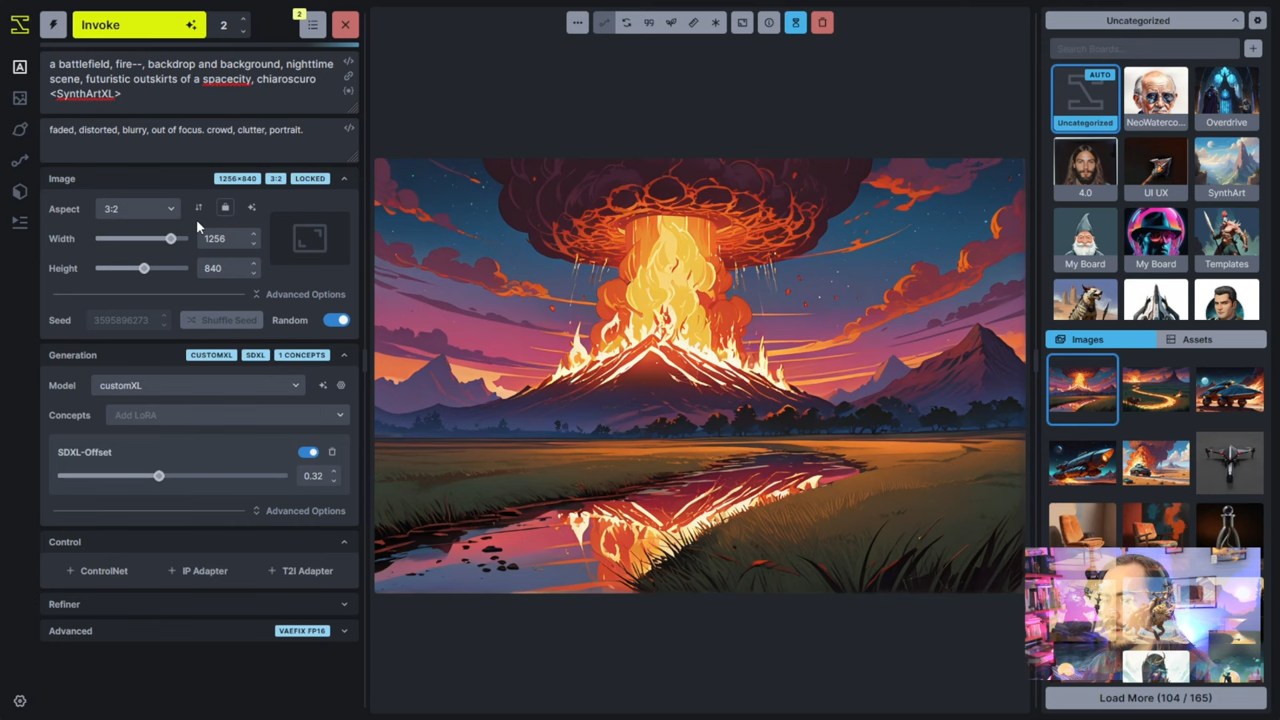 Invoke
2
2
Uncategorized
a battlefield, fire--, backdrop and background, nighttime
scene, futuristic outskirts of a spacecity, chiaroscuro
<SynthArtXL>
faded, distorted, blurry, out of focus. crowd, clutter, portrait.
Image
1256×840
3:2
LOCKED
Aspect
3:2
Width
1256
Height
840
Advanced Options
Seed
3595896273
Shuffle Seed
Random
Generation
CUSTOMXL
SDXL
1 CONCEPTS
Model
customXL
Concepts
Add LoRA
SDXL-Offset
0.32
Advanced Options
Control
+ ControlNet
+ IP Adapter
+ T2I Adapter
Refiner
Advanced
VAEFIX FP16
Search Boards...
AUTO
Uncategorized
NeoWaterco...
Overdrive
4.0
UI UX
SynthArt
My Board
My Board
Templates
Images
Assets
Load More (104 / 165)